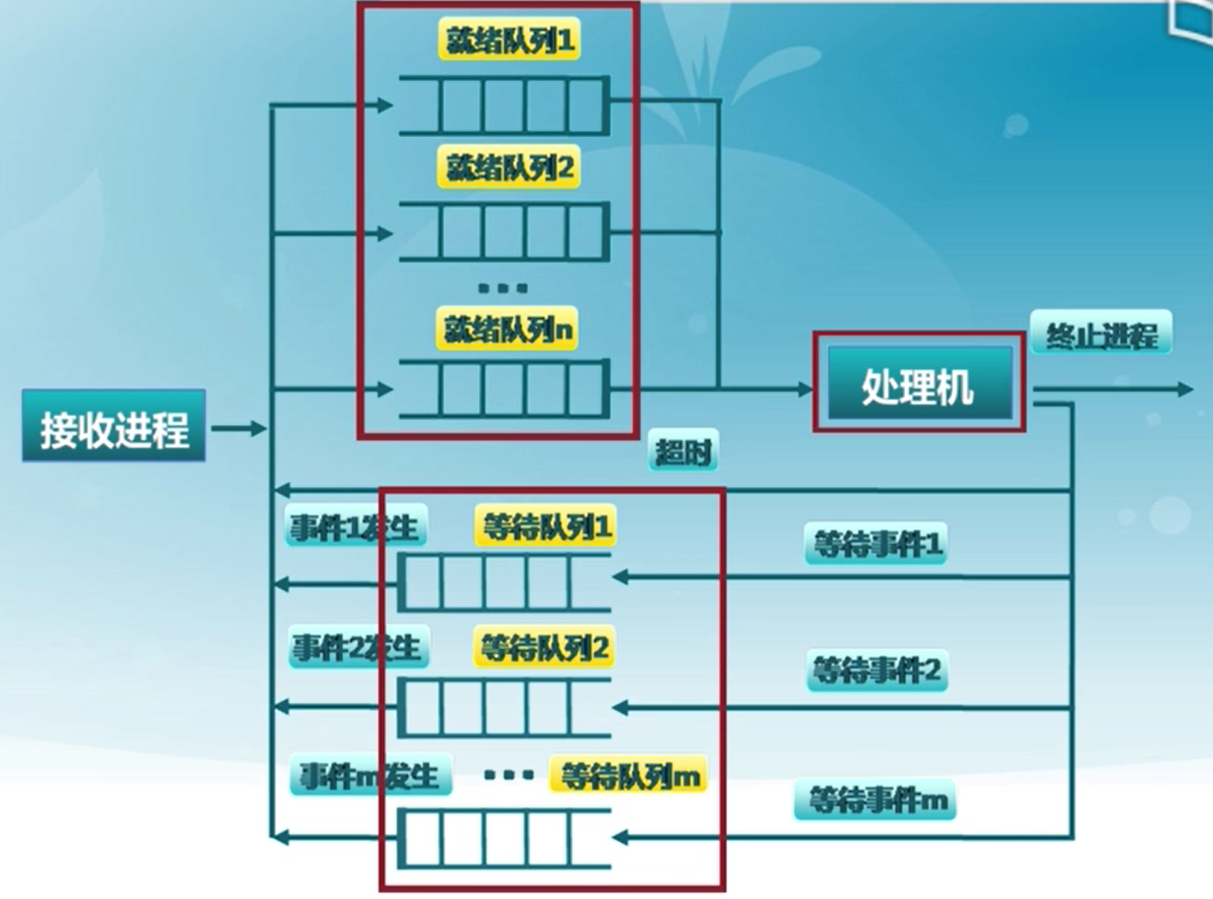 就绪队列1
就绪队列2
...
就绪队列n
终止进程
处理机
接收进程
超时
事件1发生
等待队列1
等待事件1
事件2发生
等待队列2
等待事件2
事件m发生
...
等待队列m
等待事件m